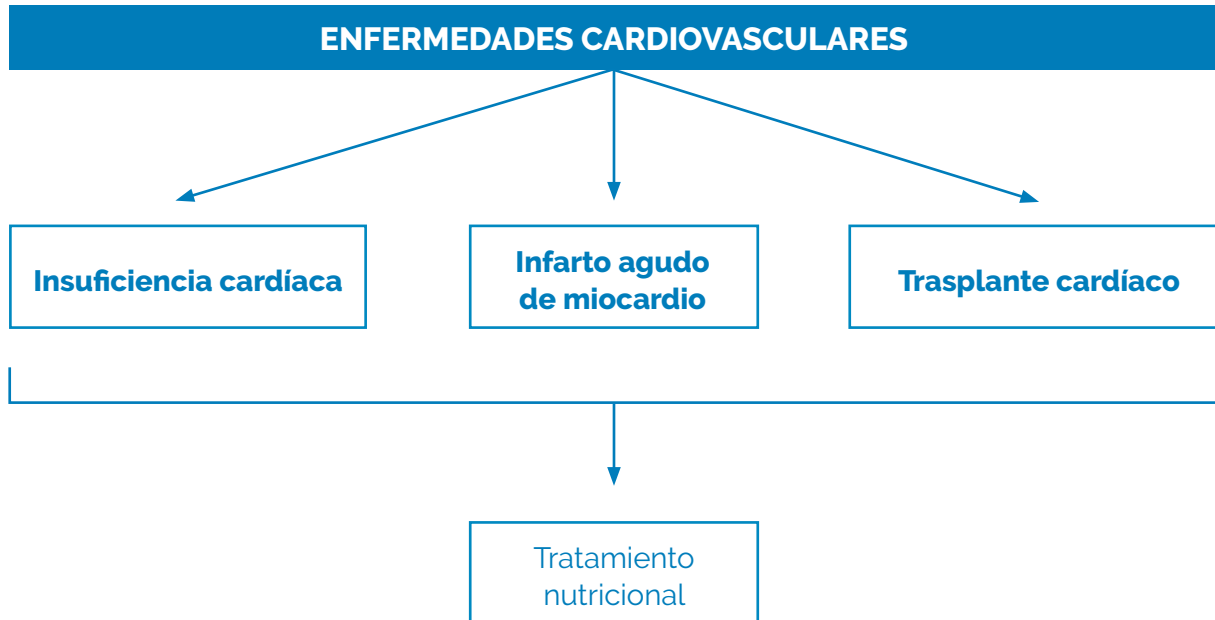 ENFERMEDADES CARDIOVASCULARES
Insuficiencia cardíaca
Infarto agudo
de miocardio
Trasplante cardíaco
Tratamiento
nutricional